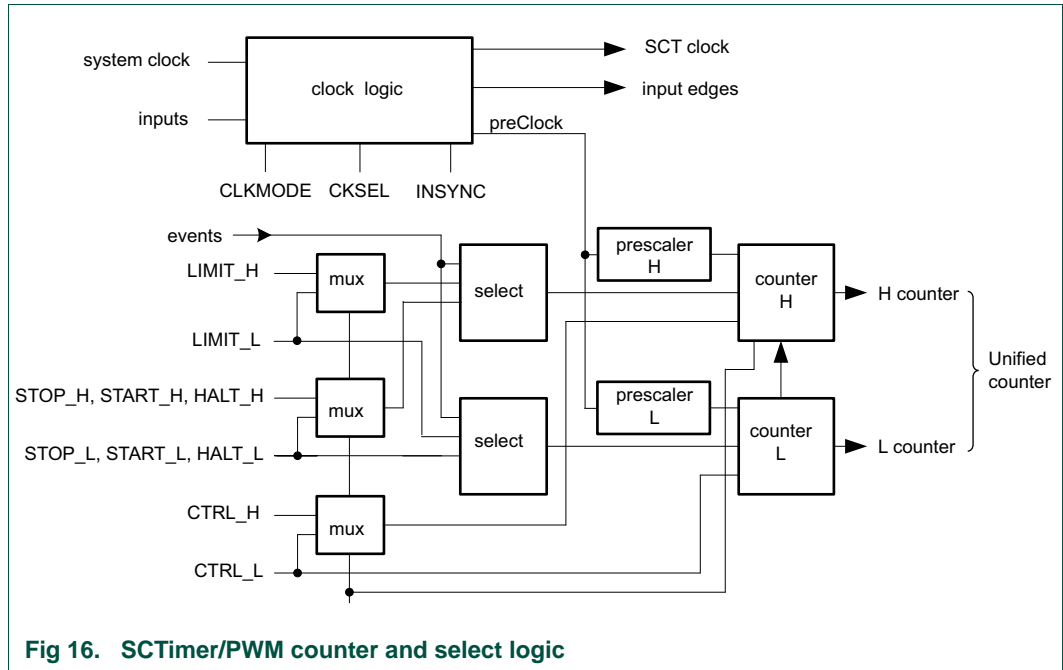 system clock
inputs
clock logic
SCT clock
input edges
preClock
CLKMODE
CKSEL
INSYNC
events
LIMIT_H
mux
LIMIT_L
select
prescaler
H
counter
H
H counter
STOP_H, START_H, HALT_H
mux
STOP_L, START_L, HALT_L
select
prescaler
L
counter
L
L counter
Unified
counter
CTRL_H
mux
CTRL_L
Fig 16. SCTimer/PWM counter and select logic